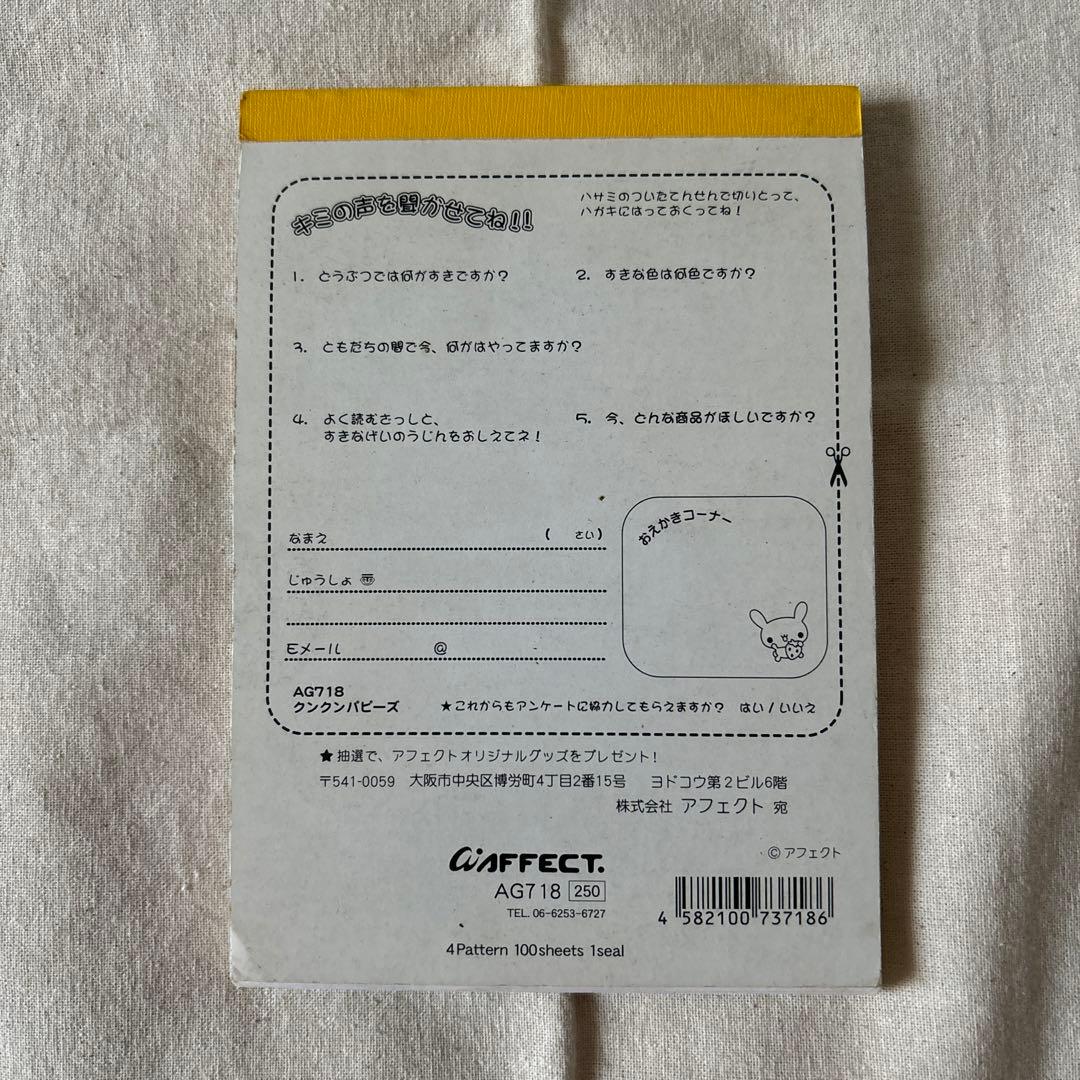 キミの声を聞かせてね!!
ハサミのついたてんせんで切りとって、
ハガキにはっておくってね!
1. どうぶつでは何がすきですか?
2. すきな色は何色ですか?
3. ともだちの間で今、何がはやってますか?
4. よく読むざっしと、
すきなげいのうじんをおしえてネ!
5. 今、どんな商品がほしいですか?
なまえ ( さい)
じゅうしょ 〒
Eメール @
おえかきコーナー
AG718
クンクンパピーズ
★これからもアンケートに協力してもらえますか? はい / いいえ
★抽選で、アフェクトオリジナルグッズをプレゼント!
〒541-0059 大阪市中央区博労町4丁目2番15号 ヨドコウ第2ビル6階
株式会社 アフェクト 宛
©アフェクト
AFFECT.
AG718 250
TEL. 06-6253-6727
4 582100 737186
4Pattern 100sheets 1seal